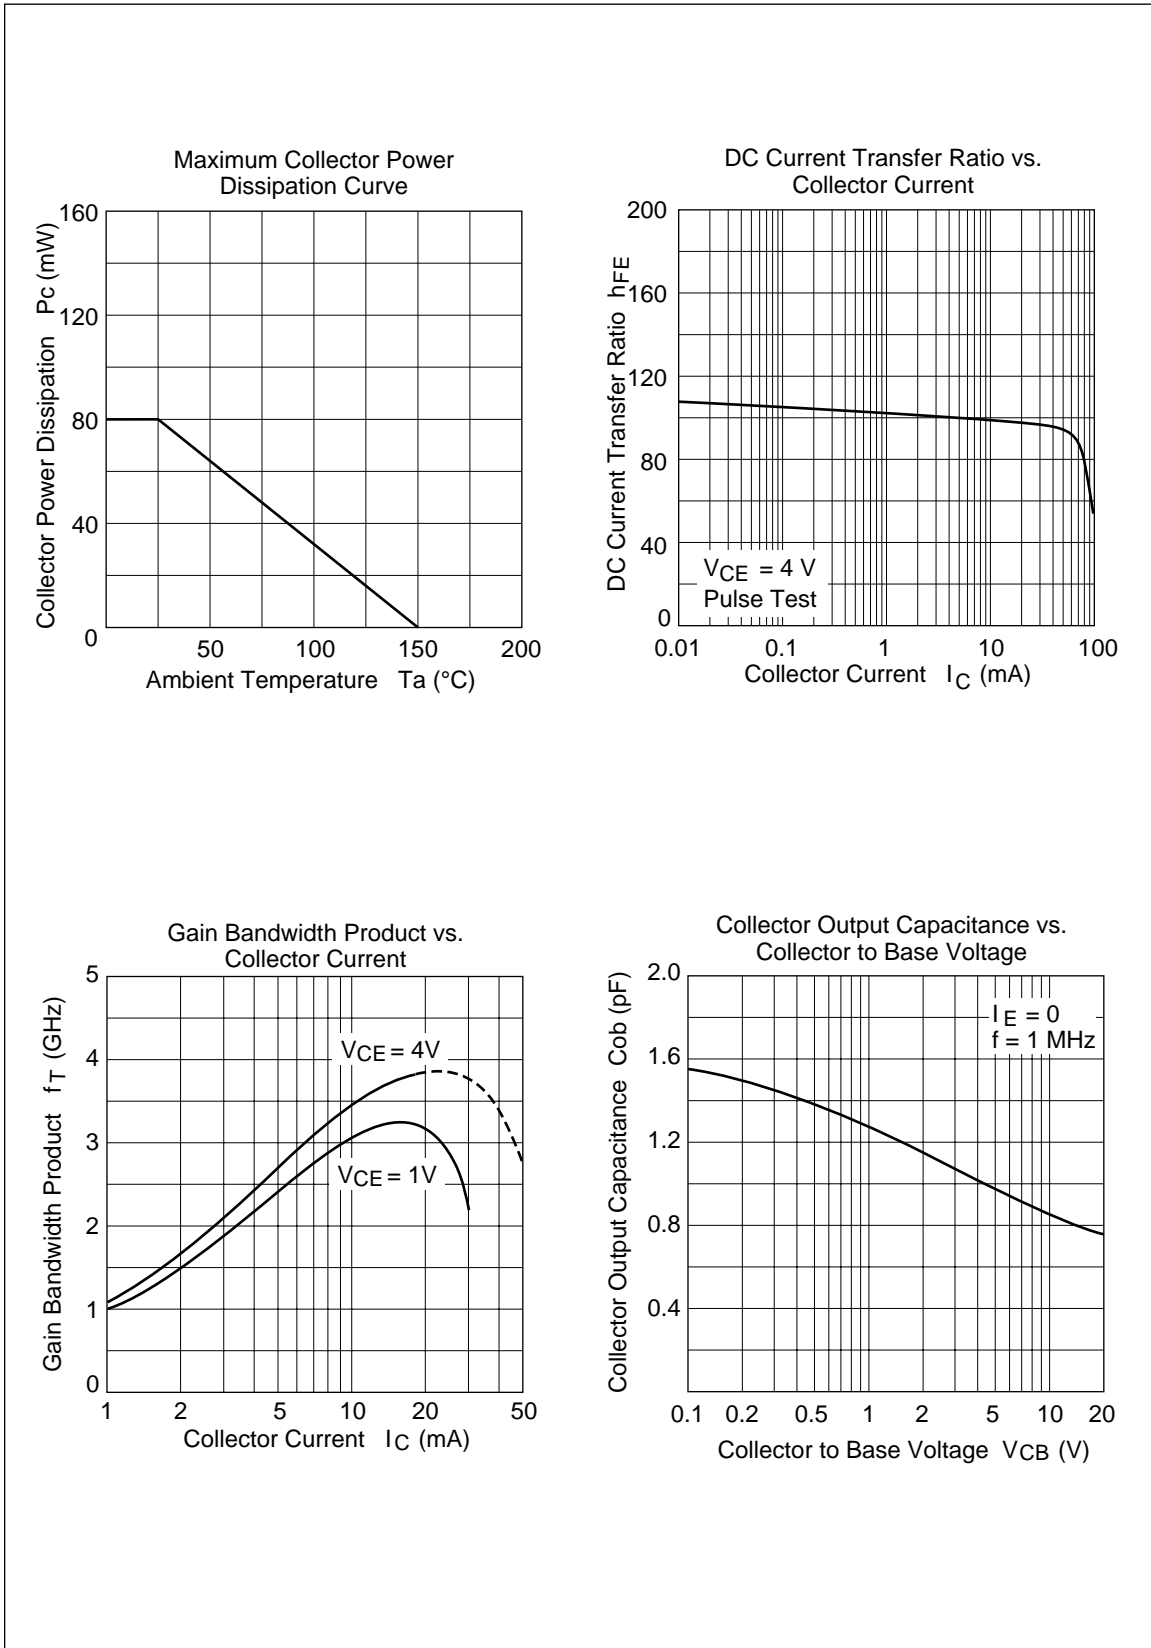 Maximum Collector Power
Dissipation Curve
160
120
80
40
0
Collector Power Dissipation Pc (mW)
50 100 150 200
Ambient Temperature Ta (°C)
DC Current Transfer Ratio vs.
Collector Current
200
160
120
80
40
0
DC Current Transfer Ratio hFE
VCE = 4 V
Pulse Test
0.01 0.1 1 10 100
Collector Current IC (mA)
Gain Bandwidth Product vs.
Collector Current
5
4
3
2
1
0
Gain Bandwidth Product fT (GHz)
VCE = 4V
VCE = 1V
1 2 5 10 20 50
Collector Current IC (mA)
Collector Output Capacitance vs.
Collector to Base Voltage
2.0
1.6
1.2
0.8
0.4
Collector Output Capacitance Cob (pF)
IE = 0
f = 1 MHz
0.1 0.2 0.5 1 2 5 10 20
Collector to Base Voltage VCB (V)